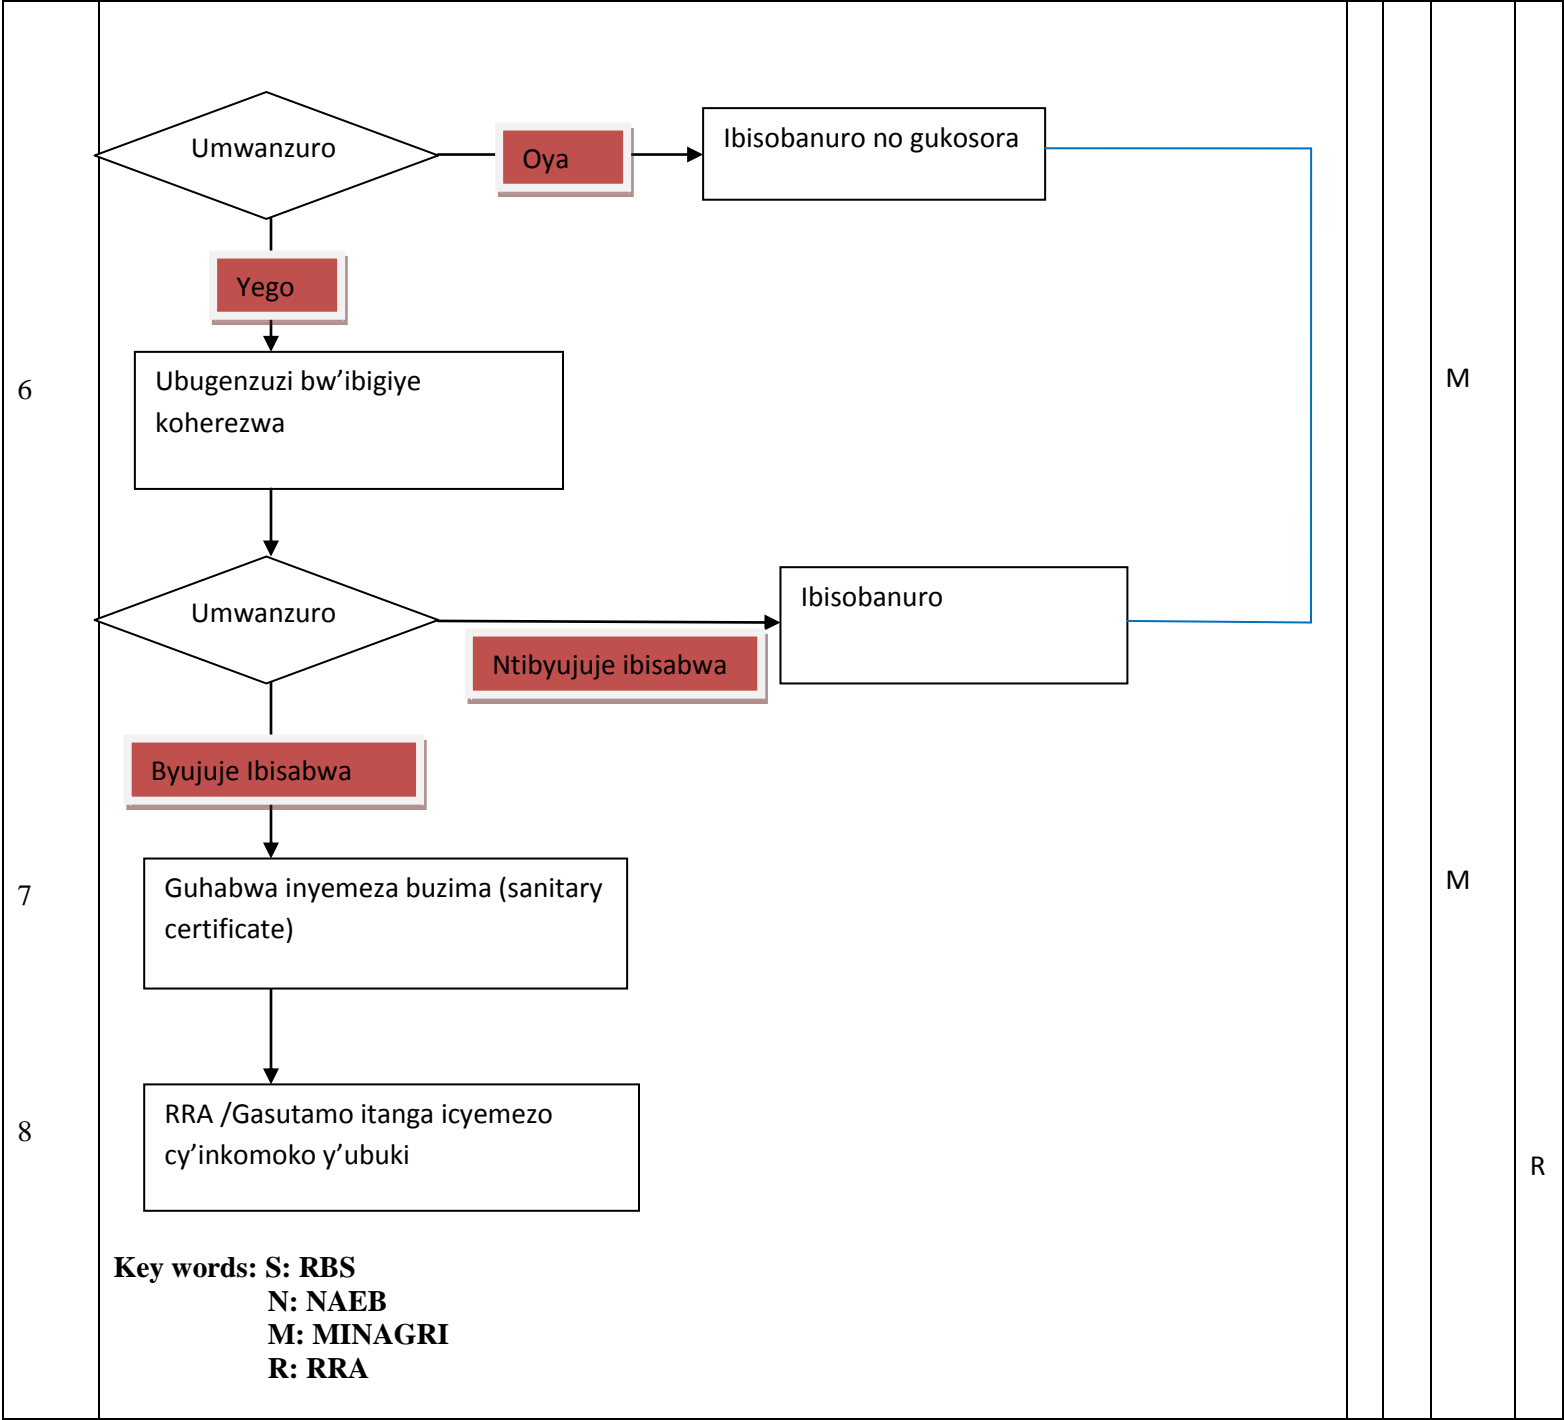 Umwanzuro
Oya
Ibisobanuro no gukosora
Yego
6
Ubugenzuzi bw’ibigiye
koherezwa
M
Umwanzuro
Ibisobanuro
Ntibyujuje ibisabwa
Byujuje Ibisabwa
7
Guhabwa inyemeza buzima (sanitary
certificate)
M
8
RRA /Gasutamo itanga icyemezo
cy’inkomoko y’ubuki
R
Key words: S: RBS
N: NAEB
M: MINAGRI
R: RRA